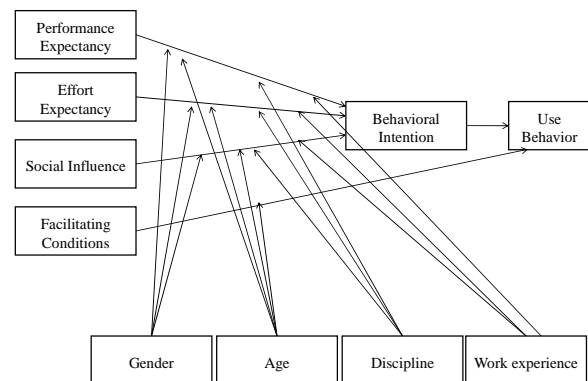 Performance
Expectancy
Effort
Expectancy
Social Influence
Facilitating
Conditions
Behavioral
Intention
Use
Behavior
Gender
Age
Discipline
Work experience